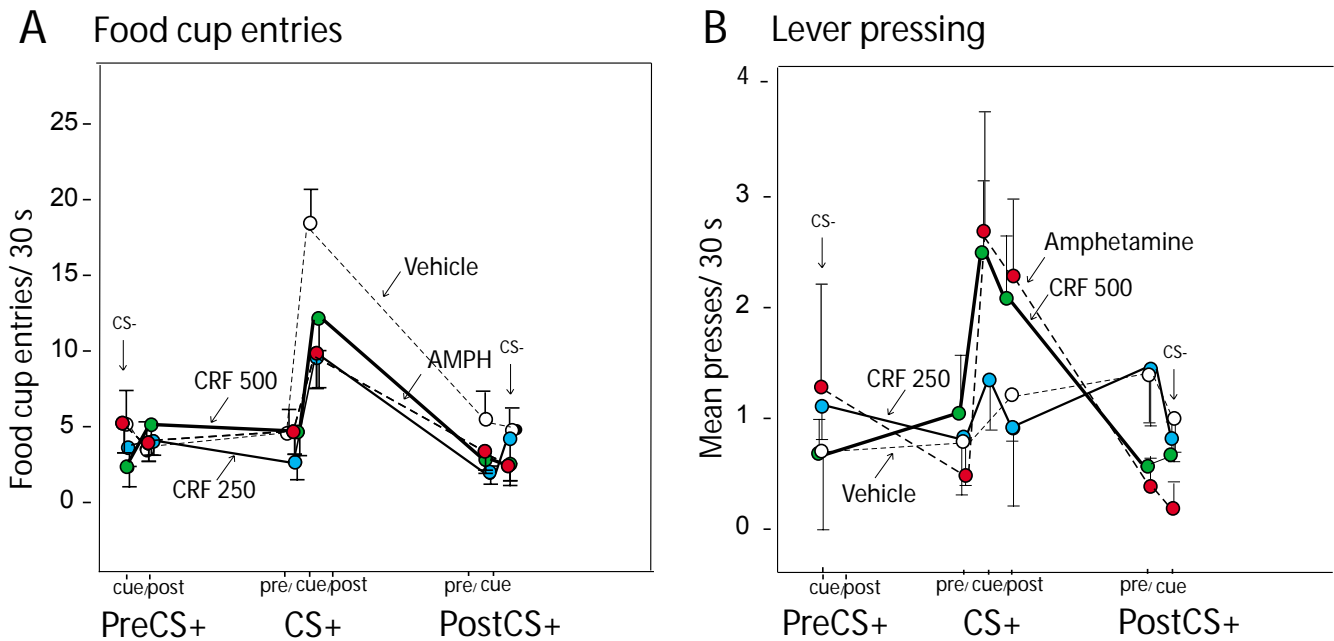 A Food cup entries
Food cup entries/ 30 s
25
20
15
10
5
0
CS-
CRF 500
CRF 250
Vehicle
AMPH
CS-
cue/post
pre/cue/post
pre/cue
PreCS+
CS+
PostCS+
B Lever pressing
Mean presses/ 30 s
4
3
2
1
0
CS-
Amphetamine
CRF 500
CRF 250
Vehicle
CS-
cue/post
pre/cue/post
pre/cue
PreCS+
CS+
PostCS+